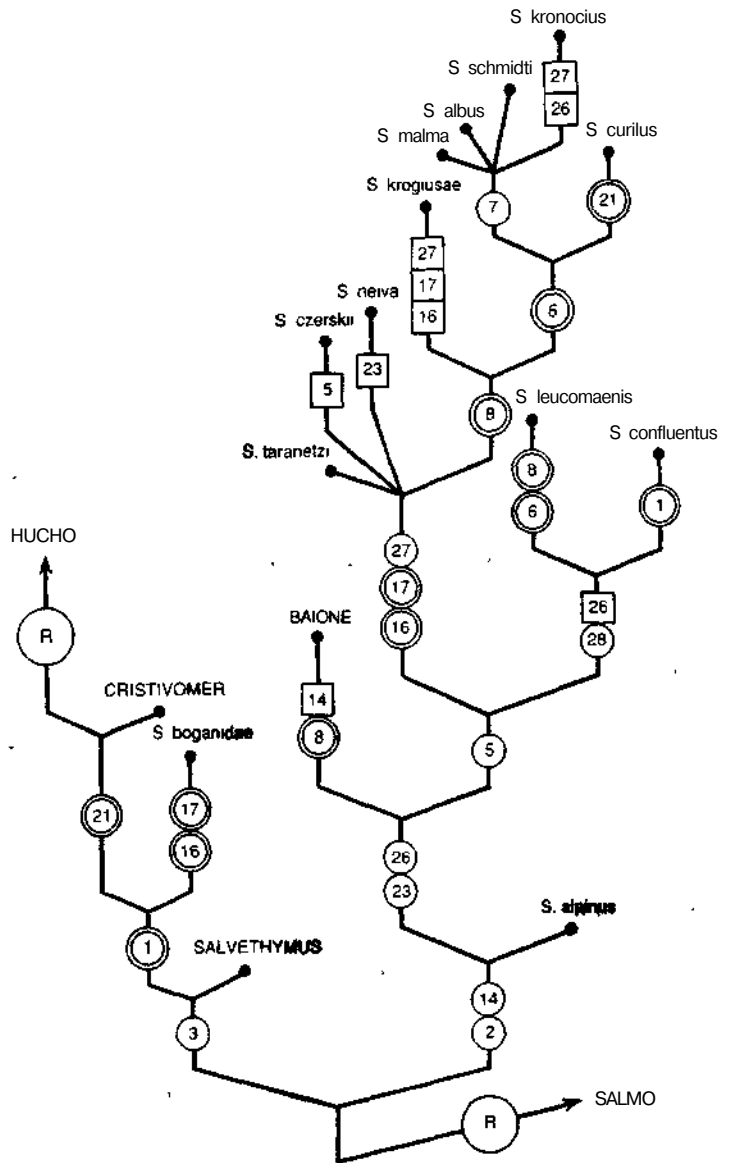 S kronocius
27
S schmidti
26
S albus
S curilus
S malma
S krogiusae
7
21
27
S neiva
17
S czerskii
16
6
23
5
8
S leucomaenis
S. taranetzi
S confluentus
8
6
1
HUCHO
27
17
26
R
BAIONE
16
28
CRISTIVOMER
14
S boganidae
8
5
21
17
16
26
23
S. alpinus
1
SALVETHYMUS
14
3
2
R
SALMO